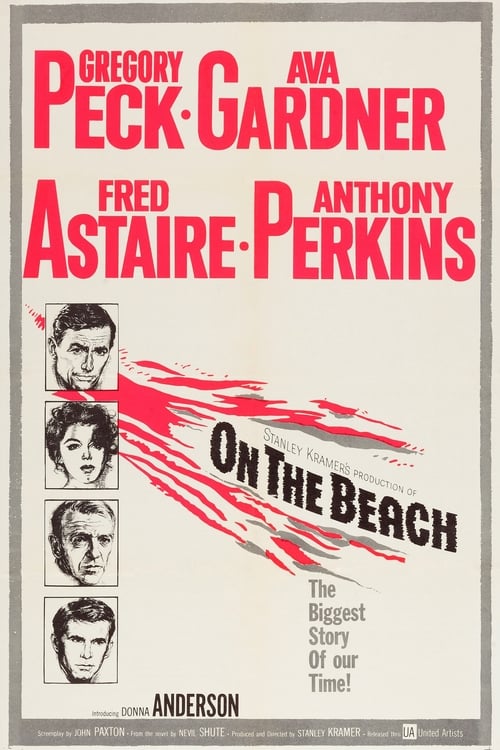 GREGORY AVA
PECK · GARDNER
FRED ANTHONY
ASTAIRE · PERKINS
STANLEY KRAMER'S PRODUCTION OF
ON THE BEACH
The
Biggest
Story
Of our
Time!
Introducing DONNA ANDERSON
Screenplay by JOHN PAXTON · From the novel by NEVIL SHUTE · Produced and Directed by STANLEY KRAMER · Released thru UA United Artists